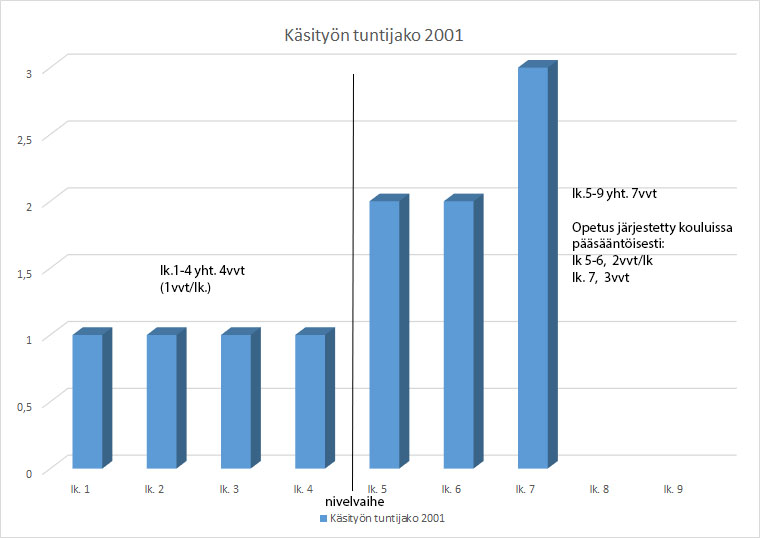 Käsityön tuntijako 2001
3
2,5
2
1,5
1
0,5
0
lk.1-4 yht. 4vvt
(1vvt/lk.)
lk.5-9 yht. 7vvt
Opetus järjestetty kouluissa
pääsääntöisesti:
lk 5-6, 2vvt/lk
lk. 7, 3vvt
lk. 1 lk. 2 lk. 3 lk. 4 lk. 5 lk. 6 lk. 7 lk. 8 lk. 9
nivelvaihe
Käsityön tuntijako 2001